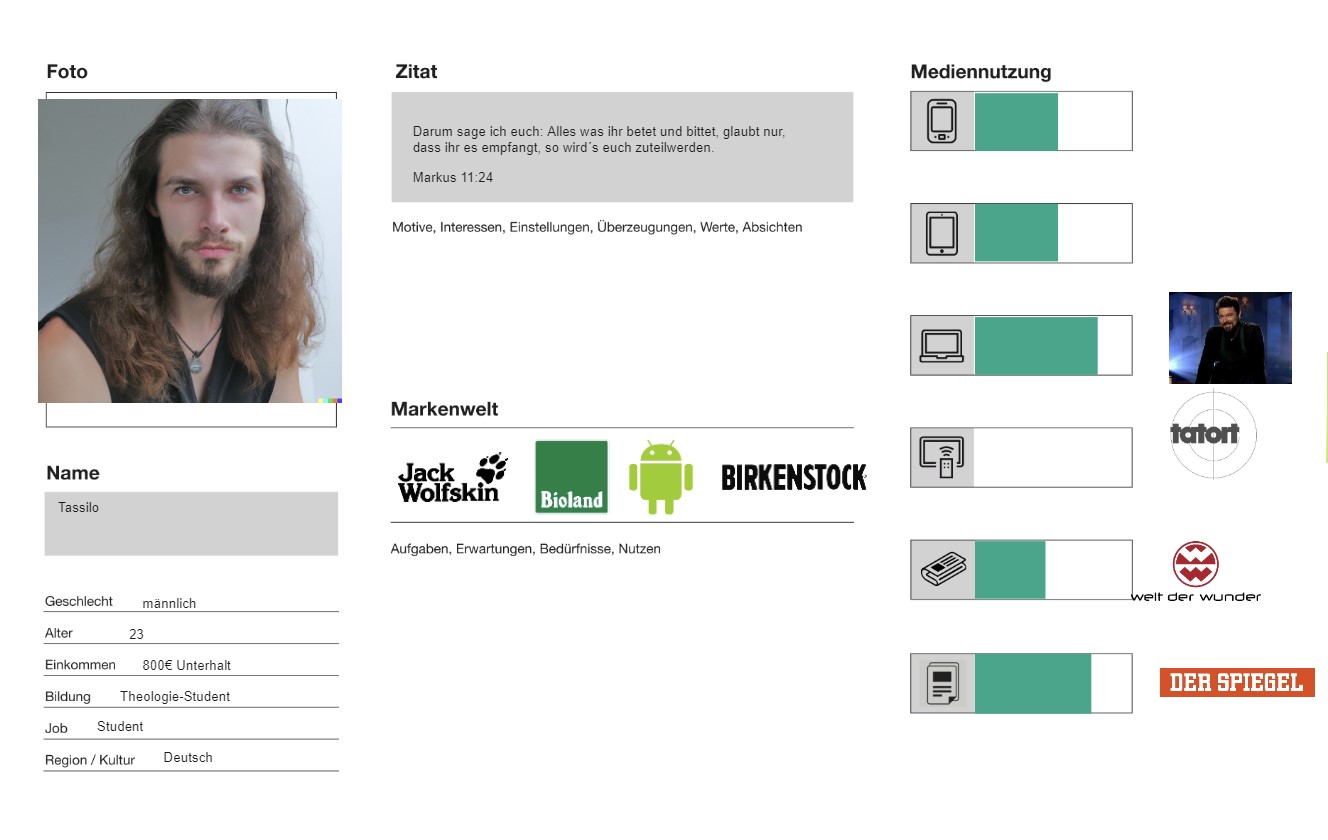 Foto
Name
Tassilo
Geschlecht männlich
Alter 23
Einkommen 800€ Unterhalt
Bildung Theologie-Student
Job Student
Region / Kultur Deutsch
Zitat
Darum sage ich euch: Alles was ihr betet und bittet, glaubt nur,
dass ihr es empfangt, so wird´s euch zuteilwerden.
Markus 11:24
Motive, Interessen, Einstellungen, Überzeugungen, Werte, Absichten
Markenwelt
Jack
Wolfskin
Bioland
BIRKENSTOCK
Aufgaben, Erwartungen, Bedürfnisse, Nutzen
Mediennutzung
tatort
welt der wunder
DER SPIEGEL